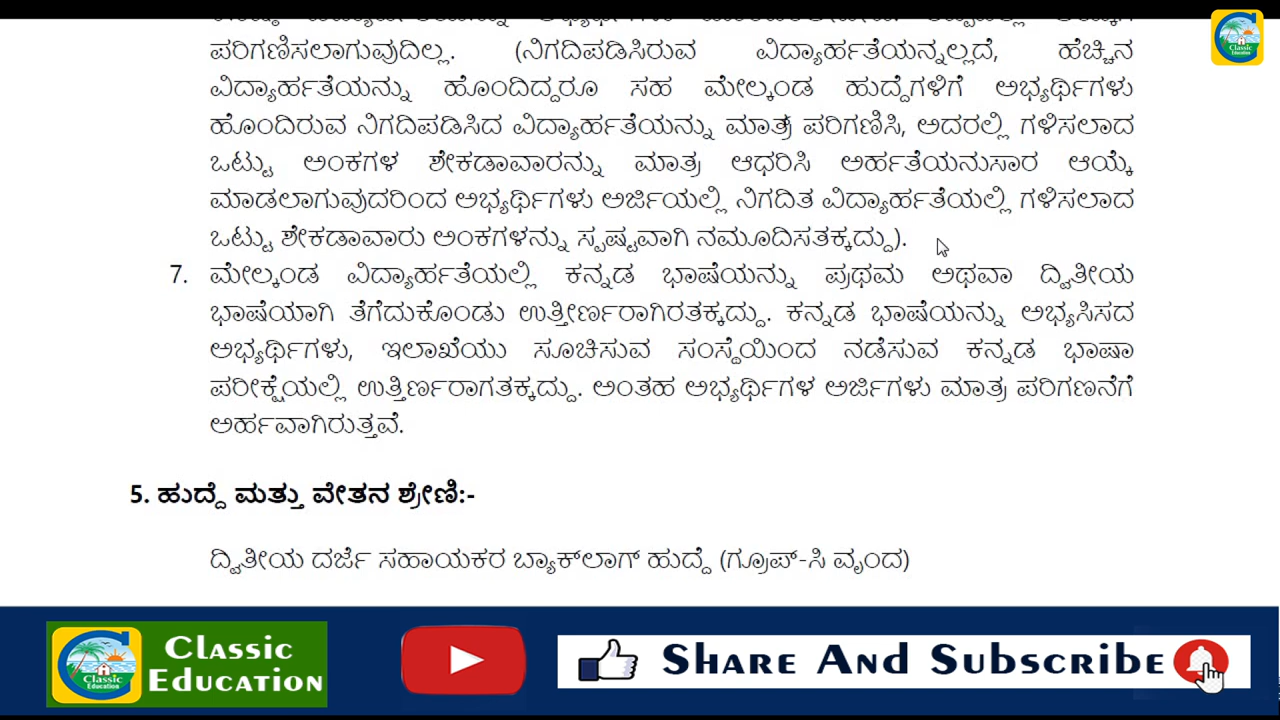 ಪರಿಗಣಿಸಲಾಗುವುದಿಲ್ಲ. (ನಿಗದಿಪಡಿಸಿರುವ ವಿದ್ಯಾರ್ಹತೆಯನ್ನಲ್ಲದೆ, ಹೆಚ್ಚಿನ
ವಿದ್ಯಾರ್ಹತೆಯನ್ನು ಹೊಂದಿದ್ದರೂ ಸಹ ಮೇಲ್ಕಂಡ ಹುದ್ದೆಗಳಿಗೆ ಅಭ್ಯರ್ಥಿಗಳು
ಹೊಂದಿರುವ ನಿಗದಿಪಡಿಸಿದ ವಿದ್ಯಾರ್ಹತೆಯನ್ನು ಮಾತ್ರ ಪರಿಗಣಿಸಿ, ಅದರಲ್ಲಿ ಗಳಿಸಲಾದ
ಒಟ್ಟು ಅಂಕಗಳ ಶೇಕಡಾವಾರನ್ನು ಮಾತ್ರ ಆಧರಿಸಿ ಅರ್ಹತೆಯನುಸಾರ ಆಯ್ಕೆ
ಮಾಡಲಾಗುವುದರಿಂದ ಅಭ್ಯರ್ಥಿಗಳು ಅರ್ಜಿಯಲ್ಲಿ ನಿಗದಿತ ವಿದ್ಯಾರ್ಹತೆಯಲ್ಲಿ ಗಳಿಸಲಾದ
ಒಟ್ಟು ಶೇಕಡಾವಾರು ಅಂಕಗಳನ್ನು ಸ್ಪಷ್ಟವಾಗಿ ನಮೂದಿಸತಕ್ಕದ್ದು).
7. ಮೇಲ್ಕಂಡ ವಿದ್ಯಾರ್ಹತೆಯಲ್ಲಿ ಕನ್ನಡ ಭಾಷೆಯನ್ನು ಪ್ರಥಮ ಅಥವಾ ದ್ವಿತೀಯ
ಭಾಷೆಯಾಗಿ ತೆಗೆದುಕೊಂಡು ಉತ್ತೀರ್ಣರಾಗಿರತಕ್ಕದ್ದು. ಕನ್ನಡ ಭಾಷೆಯನ್ನು ಅಭ್ಯಸಿಸದ
ಅಭ್ಯರ್ಥಿಗಳು, ಇಲಾಖೆಯು ಸೂಚಿಸುವ ಸಂಸ್ಥೆಯಿಂದ ನಡೆಸುವ ಕನ್ನಡ ಭಾಷಾ
ಪರೀಕ್ಷೆಯಲ್ಲಿ ಉತ್ತಿರ್ಣರಾಗತಕ್ಕದ್ದು. ಅಂತಹ ಅಭ್ಯರ್ಥಿಗಳ ಅರ್ಜಿಗಳು ಮಾತ್ರ ಪರಿಗಣನೆಗೆ
ಅರ್ಹವಾಗಿರುತ್ತವೆ.
5. ಹುದ್ದೆ ಮತ್ತು ವೇತನ ಶ್ರೇಣಿ:-
ದ್ವಿತೀಯ ದರ್ಜೆ ಸಹಾಯಕರ ಬ್ಯಾಕ್‌ಲಾಗ್ ಹುದ್ದೆ (ಗ್ರೂಪ್-ಸಿ ವೃಂದ)
Classic
Education
Classic
Education
Classic
Education
Share And Subscribe